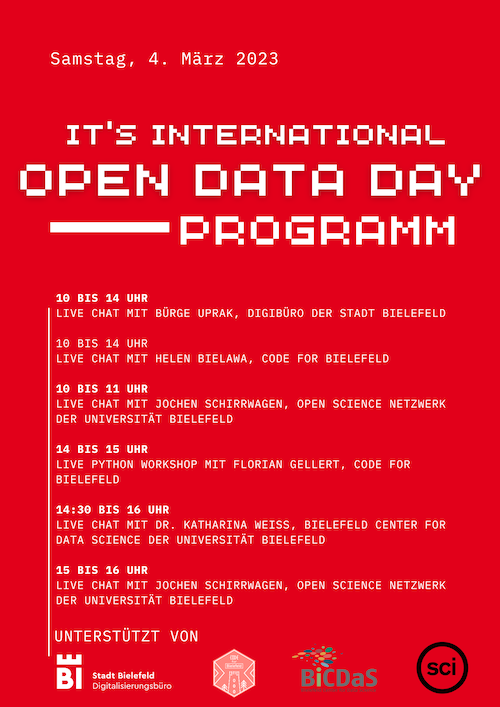 Samstag, 4. März 2023
IT'S INTERNATIONAL
OPEN DATA DAY
PROGRAMM
10 BIS 14 UHR
LIVE CHAT MIT BÜRGE UPRAK, DIGIBÜRO DER STADT BIELEFELD
10 BIS 14 UHR
LIVE CHAT MIT HELEN BIELAWA, CODE FOR BIELEFELD
10 BIS 11 UHR
LIVE CHAT MIT JOCHEN SCHIRRWAGEN, OPEN SCIENCE NETZWERK
DER UNIVERSITÄT BIELEFELD
14 BIS 15 UHR
LIVE PYTHON WORKSHOP MIT FLORIAN GELLERT, CODE FOR
BIELEFELD
14:30 BIS 16 UHR
LIVE CHAT MIT DR. KATHARINA WEISS, BIELEFELD CENTER FOR
DATA SCIENCE DER UNIVERSITÄT BIELEFELD
15 BIS 16 UHR
LIVE CHAT MIT JOCHEN SCHIRRWAGEN, OPEN SCIENCE NETZWERK
DER UNIVERSITÄT BIELEFELD
UNTERSTÜTZT VON
BI
Stadt Bielefeld
Digitalisierungsbüro
BiCDaS
sci